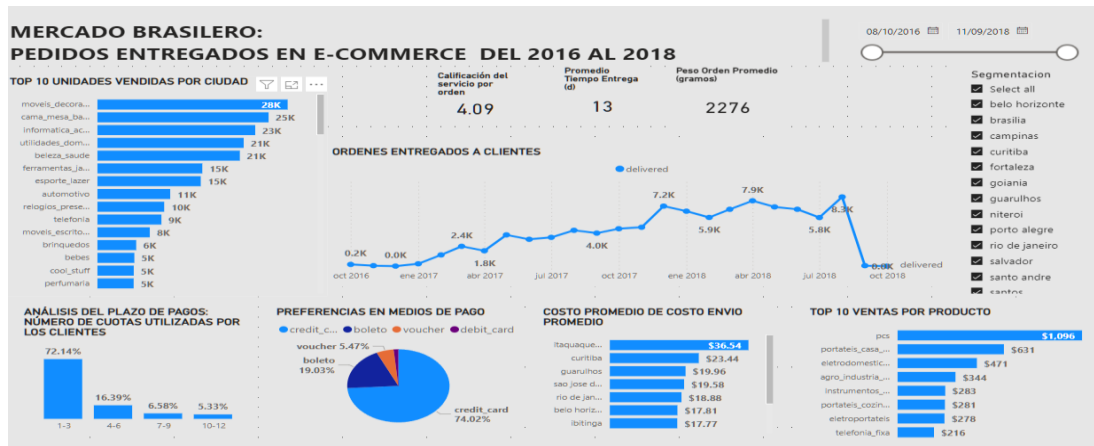 MERCADO BRASILERO:
PEDIDOS ENTREGADOS EN E-COMMERCE DEL 2016 AL 2018
08/10/2016 11/09/2018
TOP 10 UNIDADES VENDIDAS POR CIUDAD
moveis_decora... 28K
cama_mesa_ba... 25K
informatica_ac... 23K
utilidades_dom... 21K
beleza_saude 21K
ferramentas_ja... 15K
esporte_lazer 15K
automotivo 11K
relogios_prese... 10K
telefonia 9K
moveis_escrito... 8K
brinquedos 6K
bebes 5K
cool_stuff 5K
perfumaria 5K
Calificación del
servicio por
orden
4.09
Promedio
Tiempo Entrega
(d)
13
Peso Orden Promedio
(gramos)
2276
ORDENES ENTREGADOS A CLIENTES
delivered
0.2K 0.0K 2.4K 1.8K 4.0K 7.2K 5.9K 7.9K 5.8K 8.3K 0.0K delivered
oct 2016 ene 2017 abr 2017 jul 2017 oct 2017 ene 2018 abr 2018 jul 2018 oct 2018
Segmentacion
Select all
belo horizonte
brasilia
campinas
curitiba
fortaleza
goiania
guarulhos
niteroi
porto alegre
rio de janeiro
salvador
santo andre
santos
ANÁLISIS DEL PLAZO DE PAGOS:
NÚMERO DE CUOTAS UTILIZADAS POR
LOS CLIENTES
72.14% 16.39% 6.58% 5.33%
1-3 4-6 7-9 10-12
PREFERENCIAS EN MEDIOS DE PAGO
credit_c... boleto voucher debit_card
voucher 5.47%
boleto
19.03%
credit_card
74.02%
COSTO PROMEDIO DE COSTO ENVIO
PROMEDIO
itaquaque... $36.54
curitiba $23.44
guarulhos $19.96
sao jose d... $19.58
rio de jan... $18.88
belo horiz... $17.81
ibitinga $17.77
TOP 10 VENTAS POR PRODUCTO
pcs $1,096
portateis_casa_... $631
eletrodomestic... $471
agro_industria_... $344
instrumentos_... $283
portateis_cozin... $281
eletroportateis $278
telefonia_fixa $216